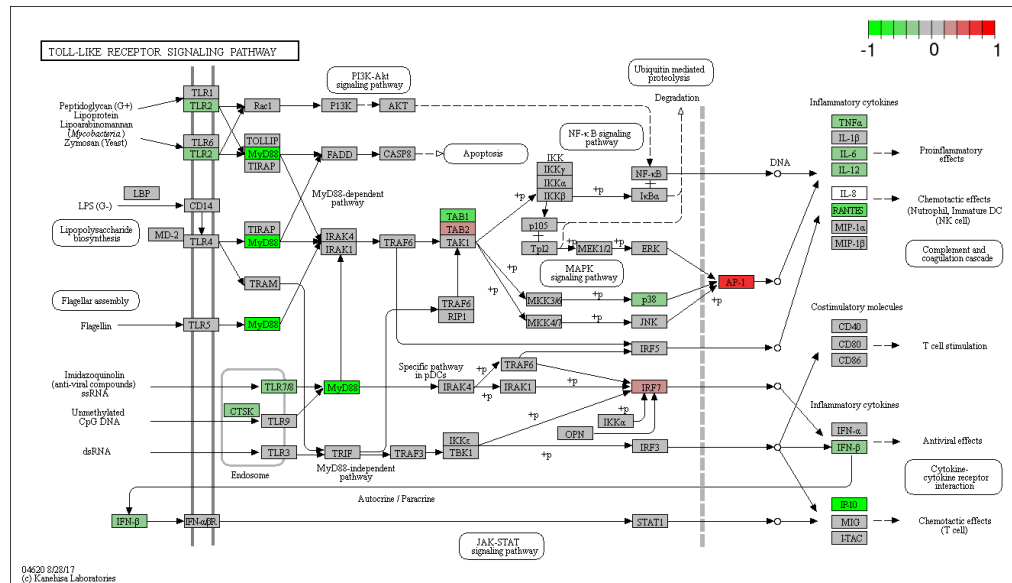 -1
0
1
TOLL-LIKE RECEPTOR SIGNALING PATHWAY
PI3K-Akt
signaling pathway
Ubiquitin mediated
proteolysis
Degradation
Inflammatory cytokines
Peptidoglycan (G+)
Lipoprotein
Lipoarabinomannan
(Mycobacteria)
Zymosan (Yeast)
TLR1
TLR2
Rac1
PI3K
AKT
TLR6
TLR2
TOLLIP
MyD88
TIRAP
FADD
CASP8
Apoptosis
NF-κB signaling
pathway
IKK
IKKγ
IKKα
IKKβ
NF-κB
IκBα
+p
+p
DNA
TNFα
IL-1β
IL-6
IL-12
Proinflammatory
effects
IL-8
RANTES
MIP-1α
MIP-1β
Chemotactic effects
(Nutrophil, Immature DC
(NK cell)
Complement and
coagulation cascade
LBP
LPS (G-)
CD14
Lipopolysaccharide
biosynthesis
MD-2
TLR4
TIRAP
MyD88
MyD88-dependent
pathway
IRAK4
IRAK1
TRAF6
TAB1
TAB2
TAK1
p105
Tpl2
+p
+p
MEK1/2
+p
ERK
MAPK
signaling pathway
TRAM
TRAF6
RIP1
+p
+p
MKK3/6
+p
p38
MKK4/7
+p
JNK
+p
AP-1
Flagellar assembly
Flagellin
TLR5
MyD88
IRF5
Costimulatory molecules
CD40
CD80
CD86
T cell stimulation
Imidazoquinolin
(anti-viral compounds)
ssRNA
TLR7/8
MyD88
Specific pathway
in pDCs
IRAK4
+p
+p
TRAF6
IRAK1
+p
+p
IRF7
Unmethylated
CpG DNA
CTSK
TLR9
IKKα
OPN
Inflammatory cytokines
dsRNA
TLR3
Endosome
TRIF
TRAF3
IKKε
TBK1
+p
+p
IRF3
MyD88-independent
pathway
IFN-α
IFN-β
Antiviral effects
Cytokine-
cytokine receptor
interaction
Autocrine / Paracrine
IFN-β
IFN-αβR
STAT1
JAK-STAT
signaling pathway
IP10
MIG
I-TAC
Chemotactic effects
(T cell)
04620 8/28/17
(c) Kanehisa Laboratories